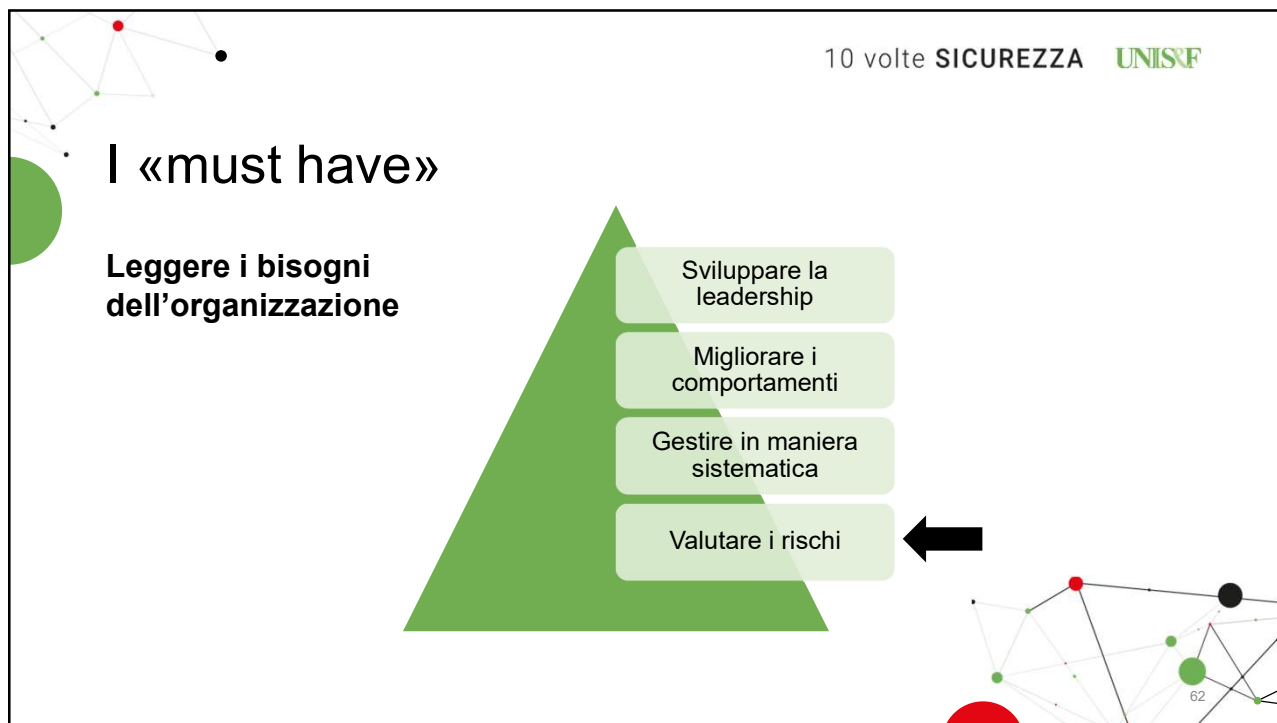 10 volte SICUREZZA UNIS&F
I «must have»
Leggere i bisogni
dell’organizzazione
Sviluppare la
leadership
Migliorare i
comportamenti
Gestire in maniera
sistematica
Valutare i rischi
62